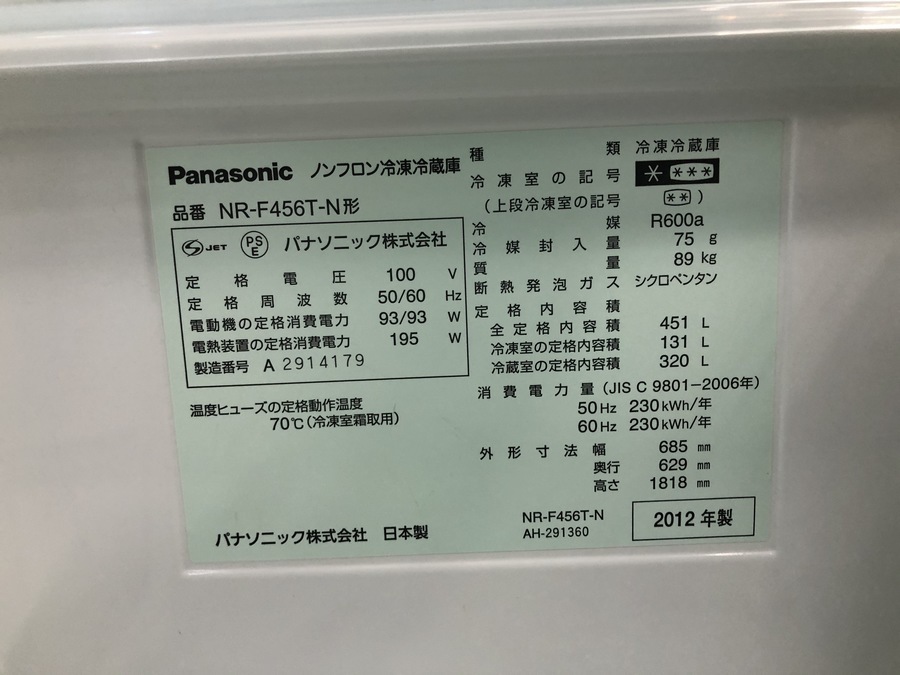 Panasonic ノンフロン冷凍冷蔵庫
品番 NR-F456T-N形
JET PSE パナソニック株式会社
定格電圧 100 V
定格周波数 50/60 Hz
電動機の定格消費電力 93/93 W
電熱装置の定格消費電力 195 W
製造番号 A 2914179
温度ヒューズの定格動作温度
70℃(冷凍室霜取用)
パナソニック株式会社 日本製
種類 冷凍冷蔵庫
冷凍室の記号 * ***
(上段冷凍室の記号 ** )
冷媒 R600a
冷媒封入量 75 g
質量 89 kg
断熱発泡ガス シクロペンタン
定格内容積
全定格内容積 451 L
冷凍室の定格内容積 131 L
冷蔵室の定格内容積 320 L
消費電力量(JIS C 9801-2006年)
50Hz 230kWh/年
60Hz 230kWh/年
外形寸法幅 685 mm
奥行 629 mm
高さ 1818 mm
NR-F456T-N
AH-291360
2012年製